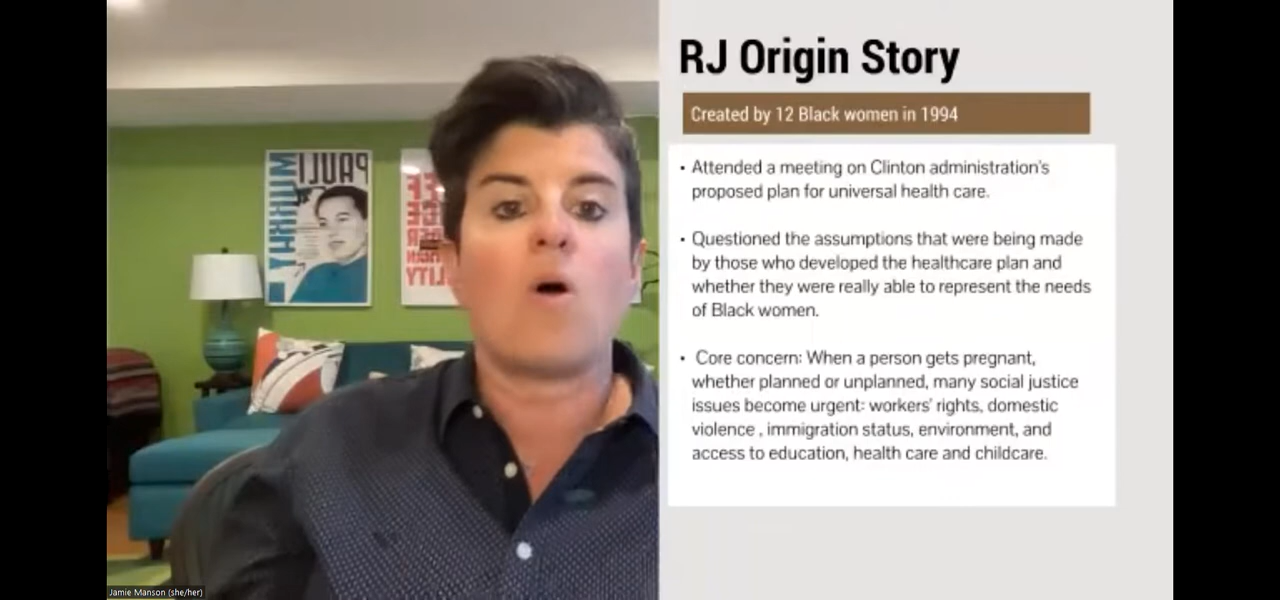 PAULI
MURRAY
RJ Origin Story
Created by 12 Black women in 1994
• Attended a meeting on Clinton administration's
proposed plan for universal health care.
• Questioned the assumptions that were being made
by those who developed the healthcare plan and
whether they were really able to represent the needs
of Black women.
• Core concern: When a person gets pregnant,
whether planned or unplanned, many social justice
issues become urgent: workers' rights, domestic
violence , immigration status, environment, and
access to education, health care and childcare.
Jamie Manson (she/her)